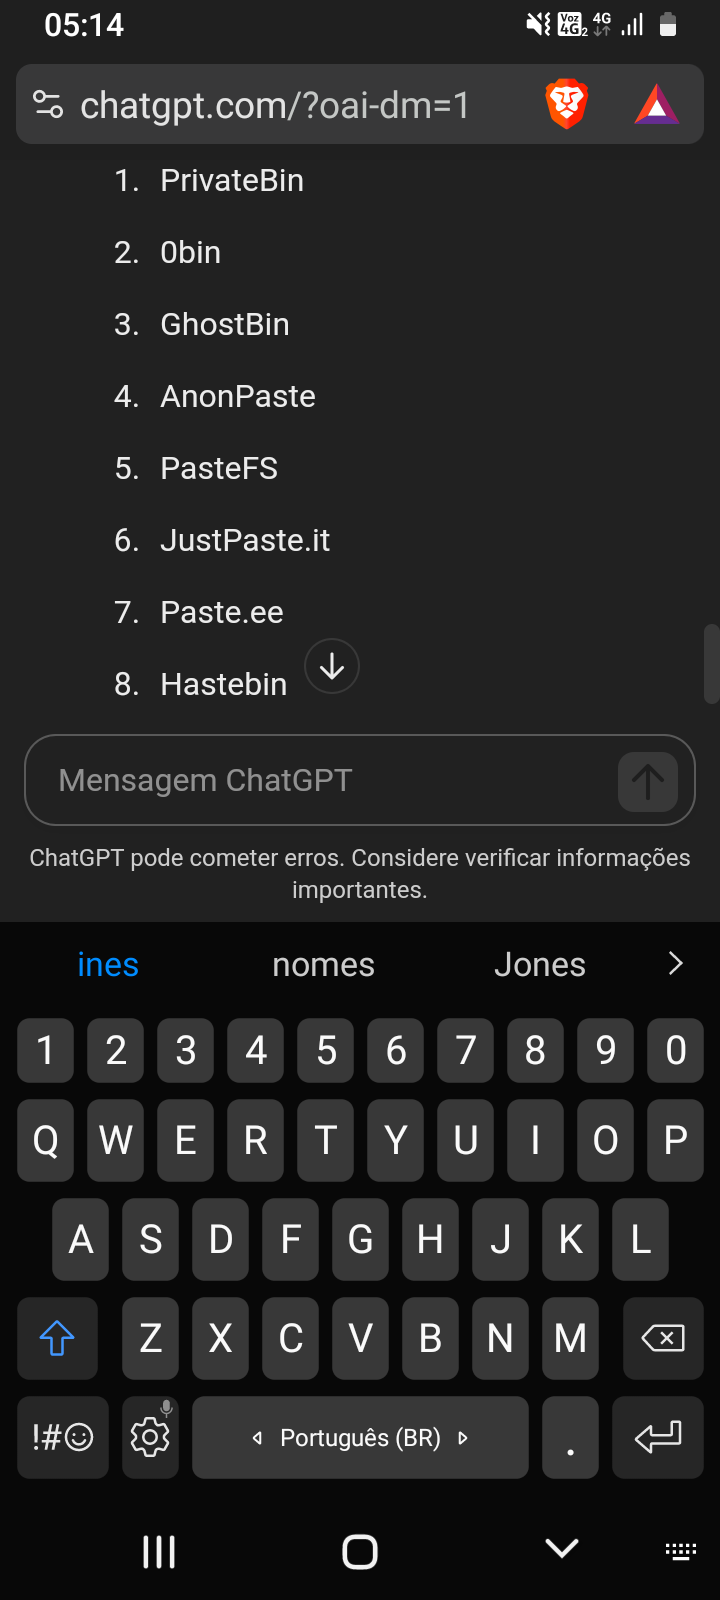 05:14
Voz 4G 2 4G
chatgpt.com/?oai-dm=1
1. PrivateBin
2. 0bin
3. GhostBin
4. AnonPaste
5. PasteFS
6. JustPaste.it
7. Paste.ee
8. Hastebin
Mensagem ChatGPT
ChatGPT pode cometer erros. Considere verificar informações
importantes.
ines nomes Jones
1 2 3 4 5 6 7 8 9 0
Q W E R T Y U I O P
A S D F G H J K L
Z X C V B N M
!#☺ Português (BR) .